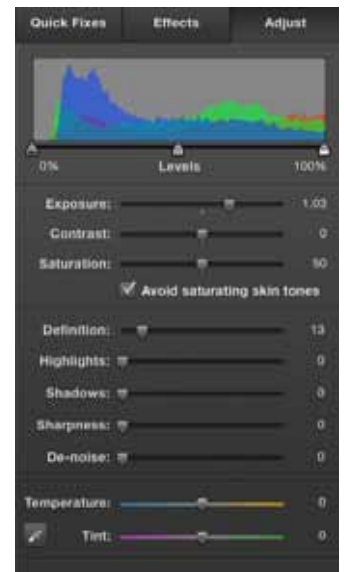 Quick Fixes Effects Adjust
0% Levels 100%
Exposure: 1.03
Contrast: 0
Saturation: 50
Avoid saturating skin tones
Definition: 13
Highlights: 0
Shadows: 0
Sharpness: 0
De-noise: 0
Temperature: 0
Tint: 0